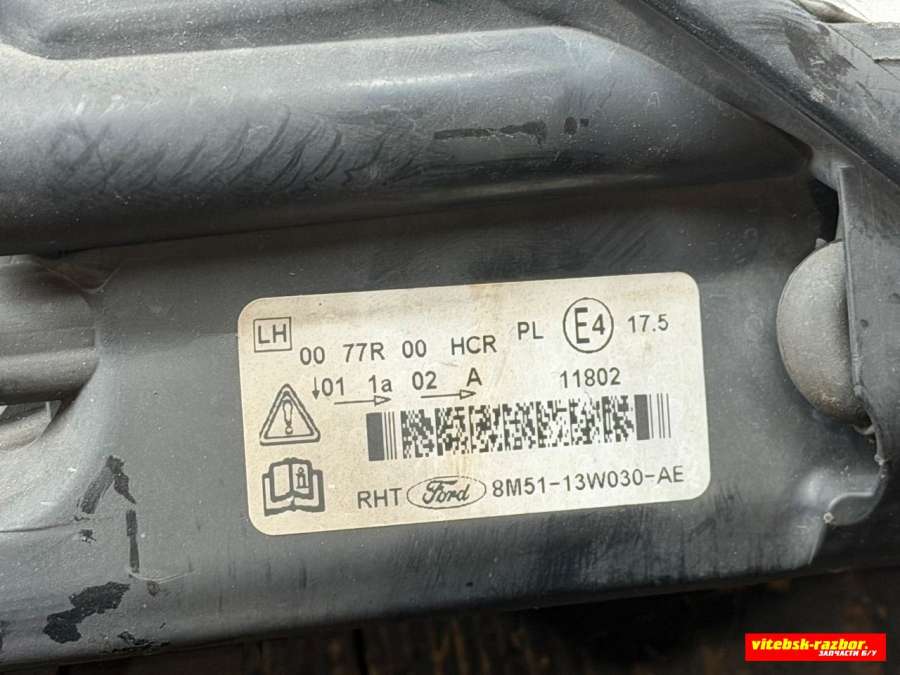 LH
00 77R 00 HCR PL E4 17.5
↓01 1a 02 A 11802
RHT Ford 8M51-13W030-AE
vitebsk-razbor.
ЗАПЧАСТИ Б/У